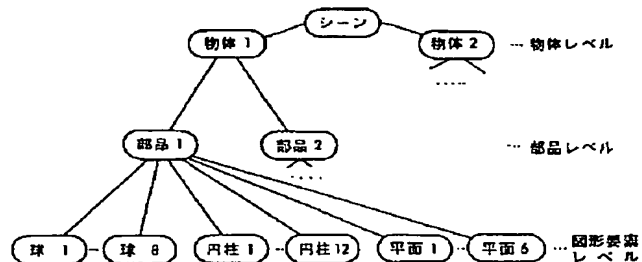 シーン
物体 1
物体 2
… 物体レベル
部品 1
部品 2
… 部品レベル
球 1
球 8
円柱 1
円柱 12
平面 1
平面 6
… 図形要素
レベル